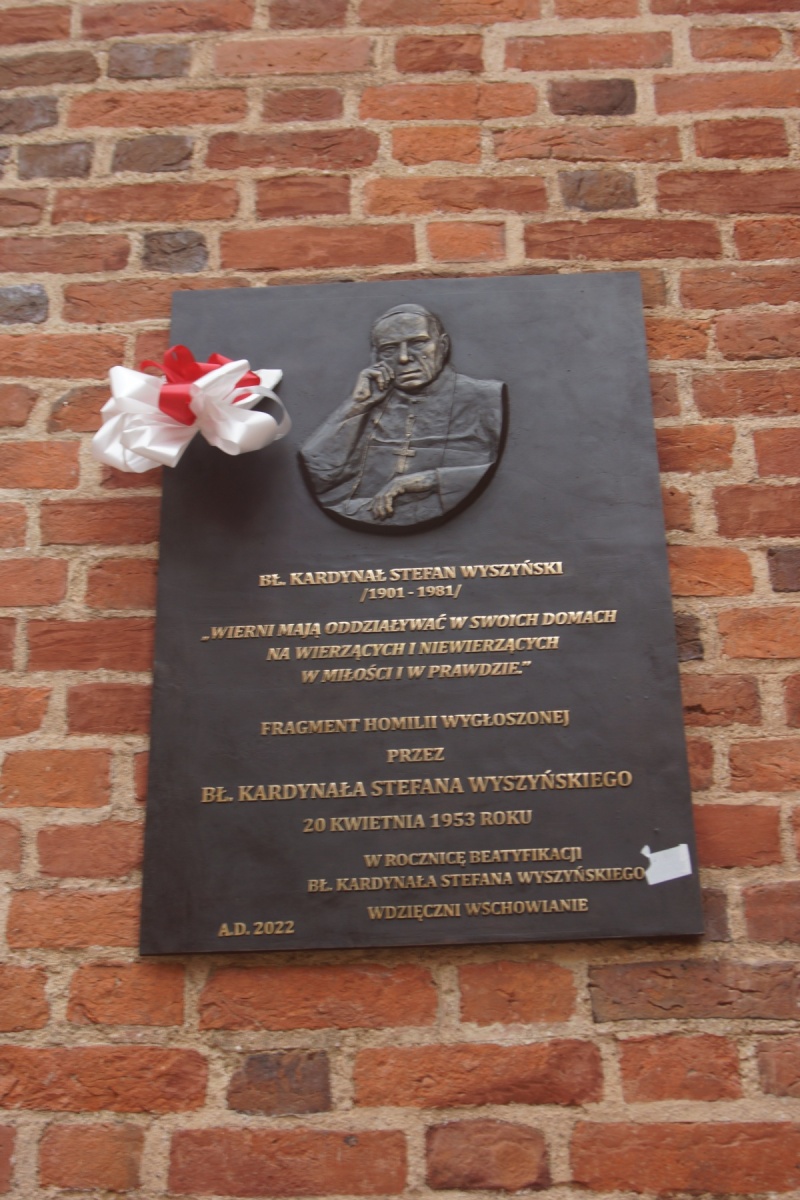 BŁ. KARDYNAŁ STEFAN WYSZYŃSKI
/1901 - 1981/
„WIERNI MAJĄ ODDZIAŁYWAĆ W SWOICH DOMACH
NA WIERZĄCYCH I NIEWIERZĄCYCH
W MIŁOŚCI I W PRAWDZIE.”
FRAGMENT HOMILII WYGŁOSZONEJ
PRZEZ
BŁ. KARDYNAŁA STEFANA WYSZYŃSKIEGO
20 KWIETNIA 1953 ROKU
W ROCZNICĘ BEATYFIKACJI
BŁ. KARDYNAŁA STEFANA WYSZYŃSKIEGO
WDZIĘCZNI WSCHOWIANIE
A.D. 2022